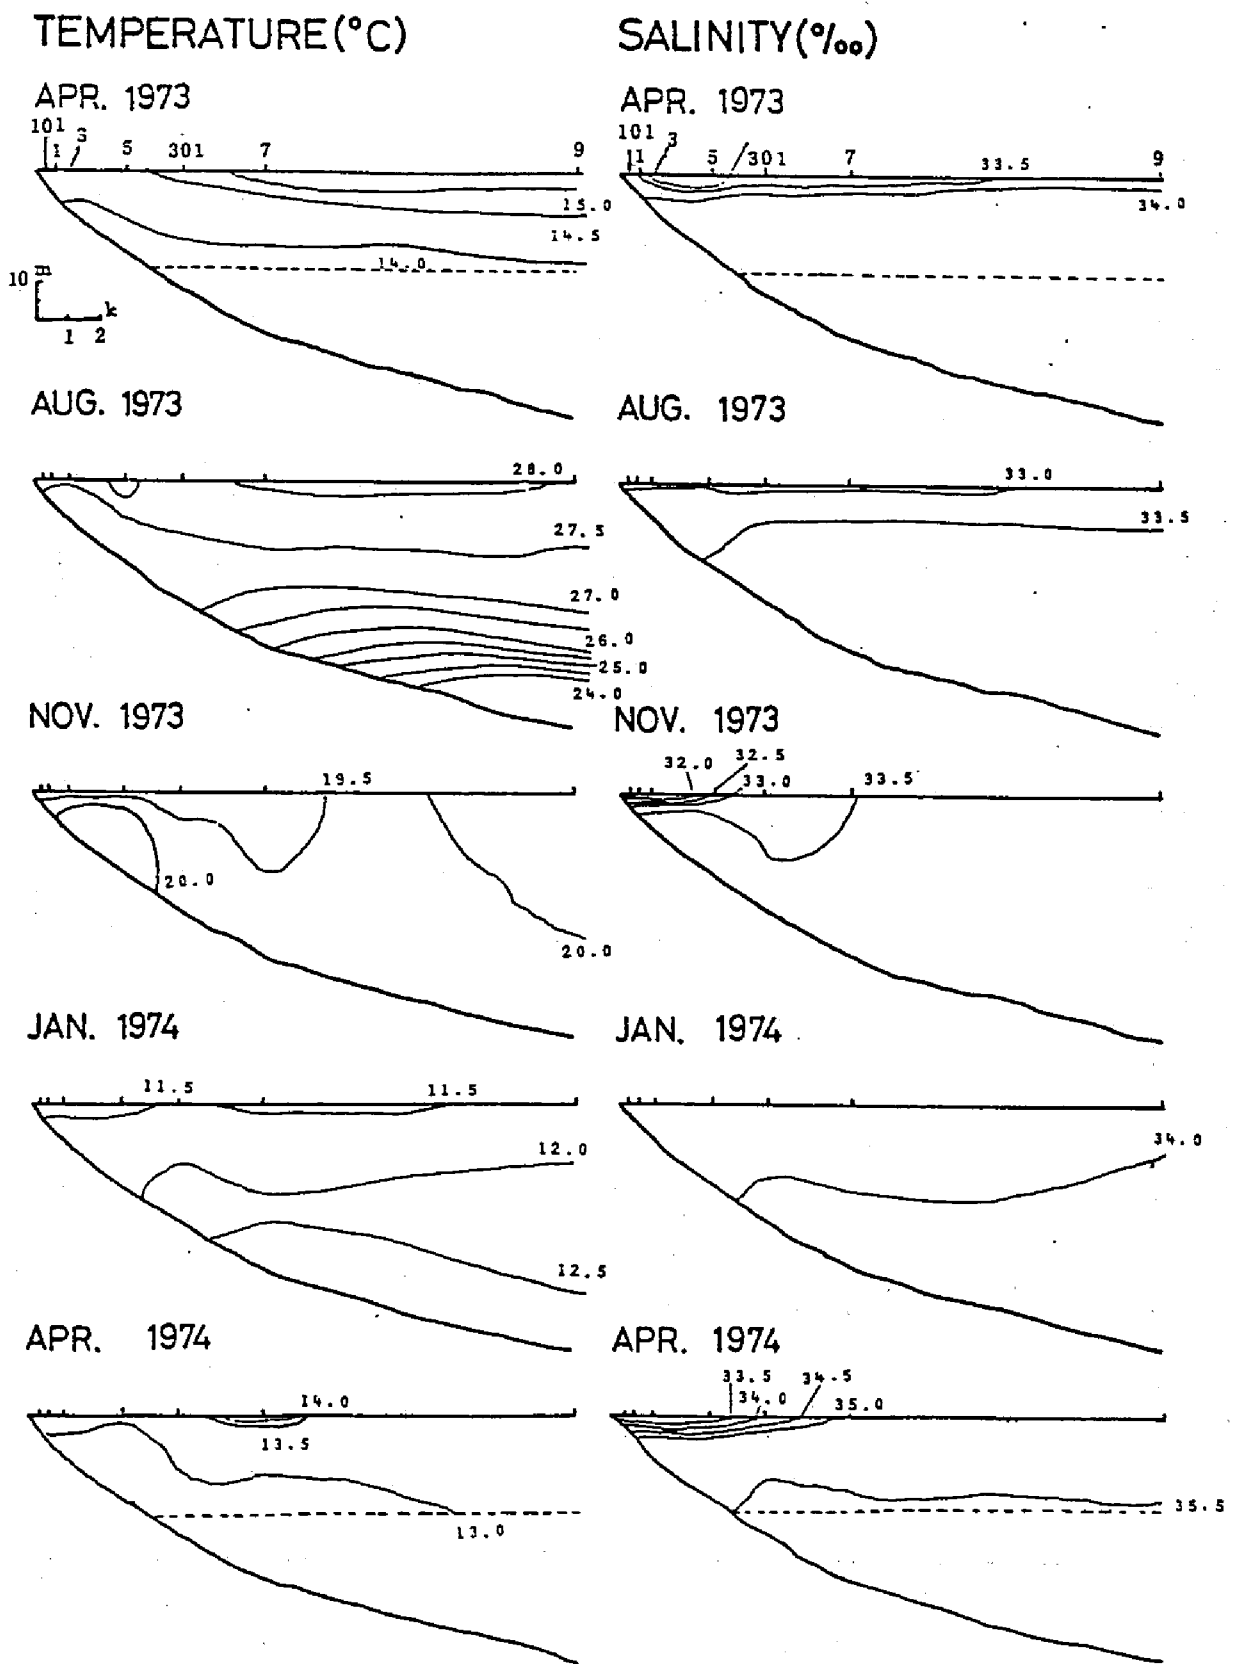 TEMPERATURE(°C)
SALINITY(‰)
APR. 1973
101 1 3 5 301 7 9
15.0
14.5
14.0
10 m
k
1 2
APR. 1973
101 1 3 5 301 7 9
33.5
34.0
AUG. 1973
28.0
27.5
27.0
26.0
25.0
24.0
AUG. 1973
33.0
33.5
NOV. 1973
19.5
20.0
20.0
NOV. 1973
32.0 32.5
33.0 33.5
JAN. 1974
11.5 11.5
12.0
12.5
JAN. 1974
34.0
APR. 1974
14.0
13.5
13.0
APR. 1974
33.5 34.5
34.0 35.0
35.5